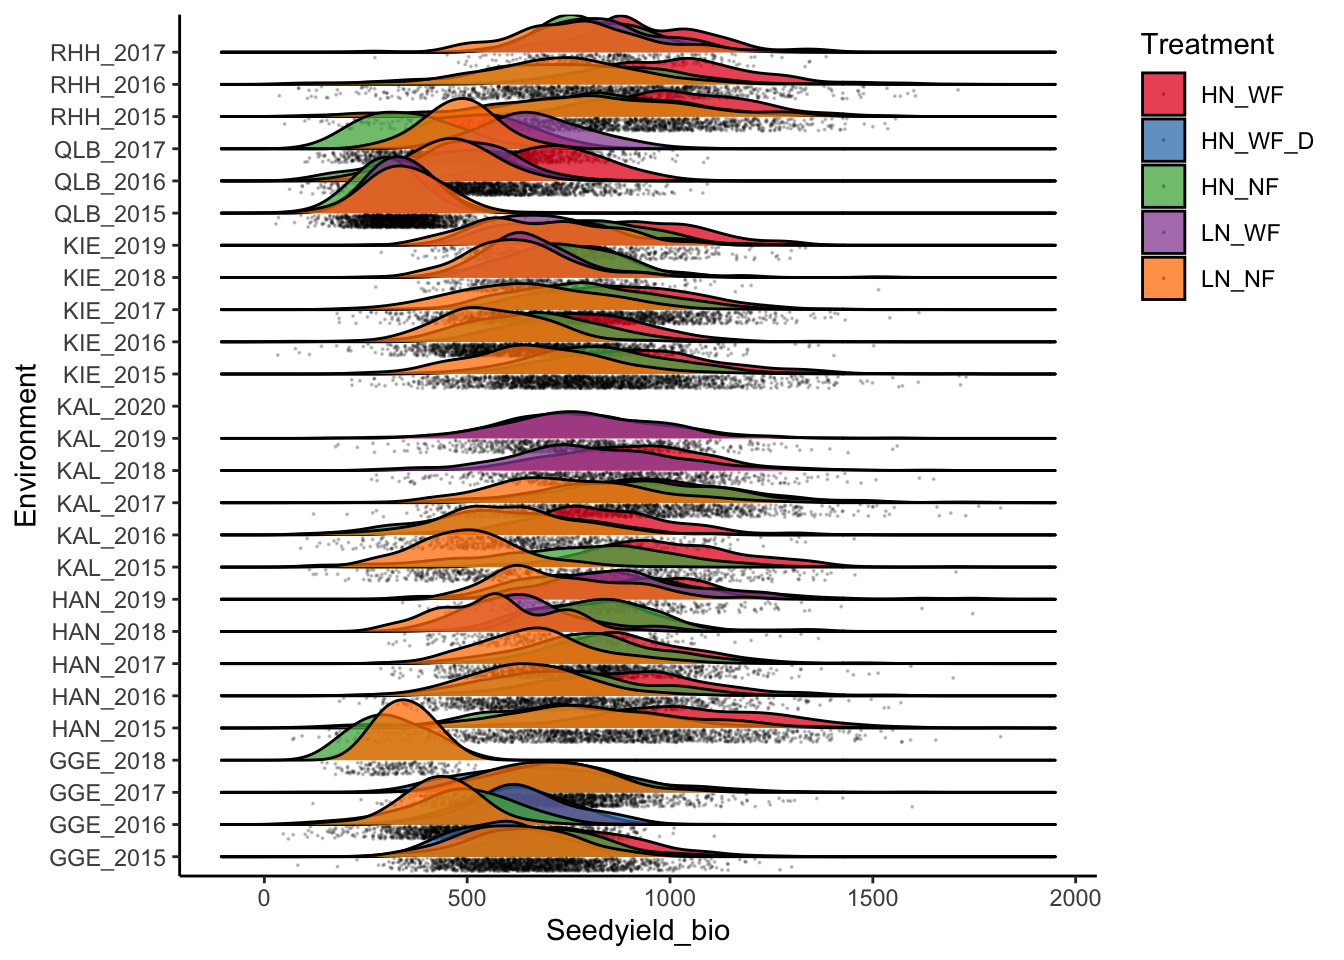 Treatment
HN_WF
HN_WF_D
HN_NF
LN_WF
LN_NF
Environment
RHH_2017
RHH_2016
RHH_2015
QLB_2017
QLB_2016
QLB_2015
KIE_2019
KIE_2018
KIE_2017
KIE_2016
KIE_2015
KAL_2020
KAL_2019
KAL_2018
KAL_2017
KAL_2016
KAL_2015
HAN_2019
HAN_2018
HAN_2017
HAN_2016
HAN_2015
GGE_2018
GGE_2017
GGE_2016
GGE_2015
0 500 1000 1500 2000
Seedyield_bio